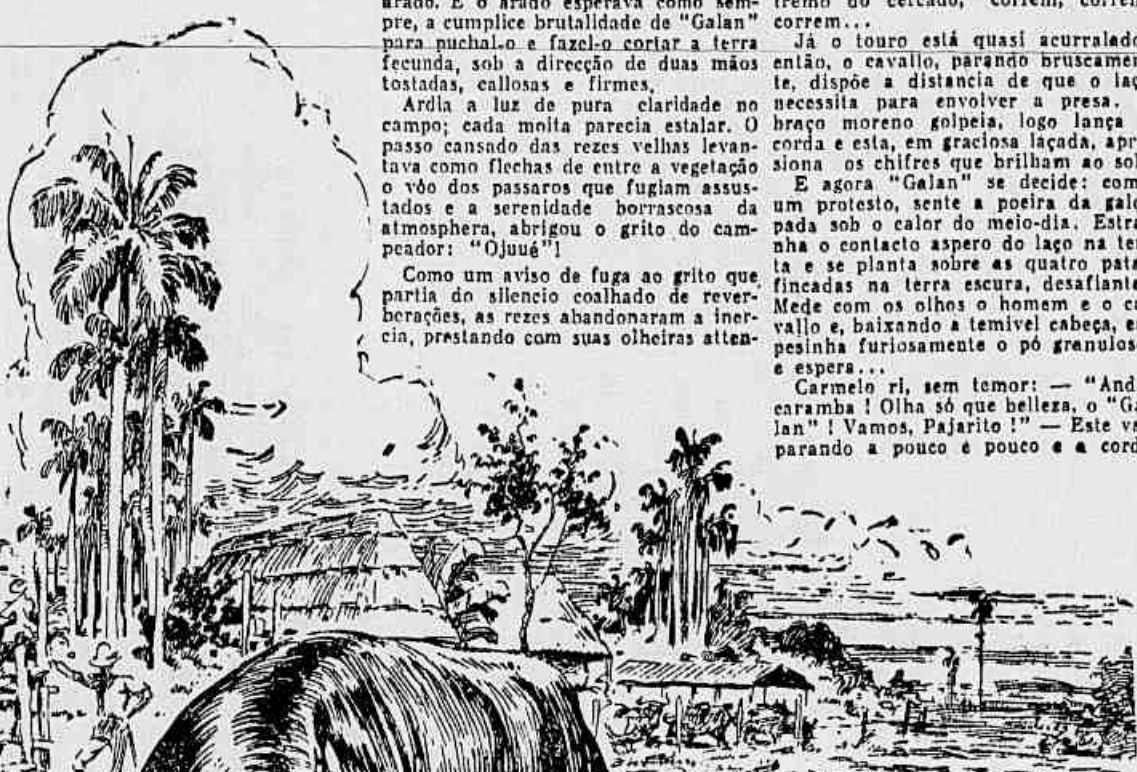 arado. E o arado esperava como sem-
pre, a cumplice brutalidade de "Galan"
para puchal-o e fazel-o cortar a terra
fecunda, sob a direcção de duas mãos
tostadas, callosas e firmes.
Ardia a luz de pura claridade no
campo; cada moita parecia estalar. O
passo cansado das rezes velhas levan-
tava como flechas de entre a vegetação
o vôo dos passaros que fugiam assus-
tados e a serenidade borrascosa da
atmosphera, abrigou o grito do cam-
peador: "Ojuué"!
Como um aviso de fuga ao grito que
partia do silencio coalhado de rever-
berações, as rezes abandonaram a iner-
cia, prestando com suas olheiras atten-
tremo do cercado, correm, correm
correm...
Já o touro está quasi acurralado
então, o cavallo, parando bruscamen-
te, dispõe a distancia de que o laç
necessita para envolver a presa.
braço moreno golpeia, logo lança
corda e esta, em graciosa laçada, apri
siona os chifres que brilham ao sol
E agora "Galan" se decide: com
um protesto, sente a poeira da galo
pada sob o calor do meio-dia. Estra
nha o contacto aspero do laço na tes
ta e se planta sobre as quatro pata
fincadas na terra escura, desafiante
Mede com os olhos o homem e o ca
vallo e, baixando a temivel cabeça, es
pesinha furiosamente o pó granulos
e espera...
Carmelo ri, sem temor: — "And
caramba! Olha só que belleza, o "Ga
lan"! Vamos, Pajarito!" — Este va
parando a pouco e pouco e a cord